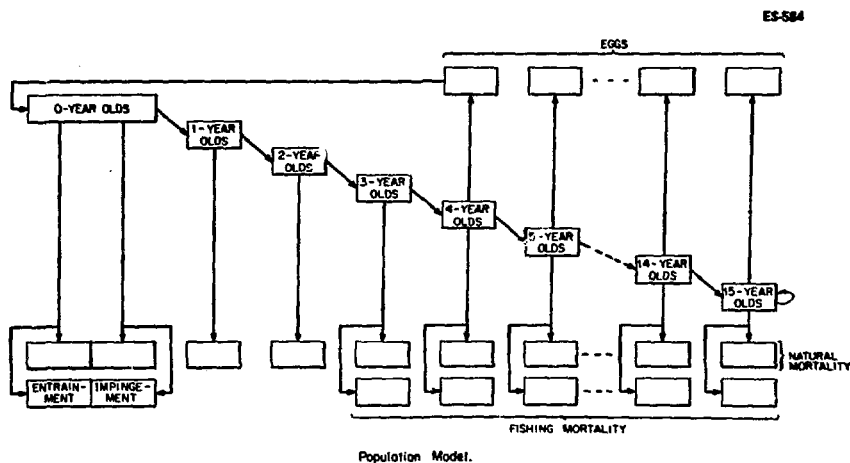 ES-584
EGGS
0-YEAR OLDS
1-YEAR
OLDS
2-YEAR
OLDS
3-YEAR
OLDS
4-YEAR
OLDS
5-YEAR
OLDS
14-YEAR
OLDS
15-YEAR
OLDS
NATURAL
MORTALITY
ENTRAIN-
MENT
IMPINGE-
MENT
FISHING MORTALITY
Population Model.